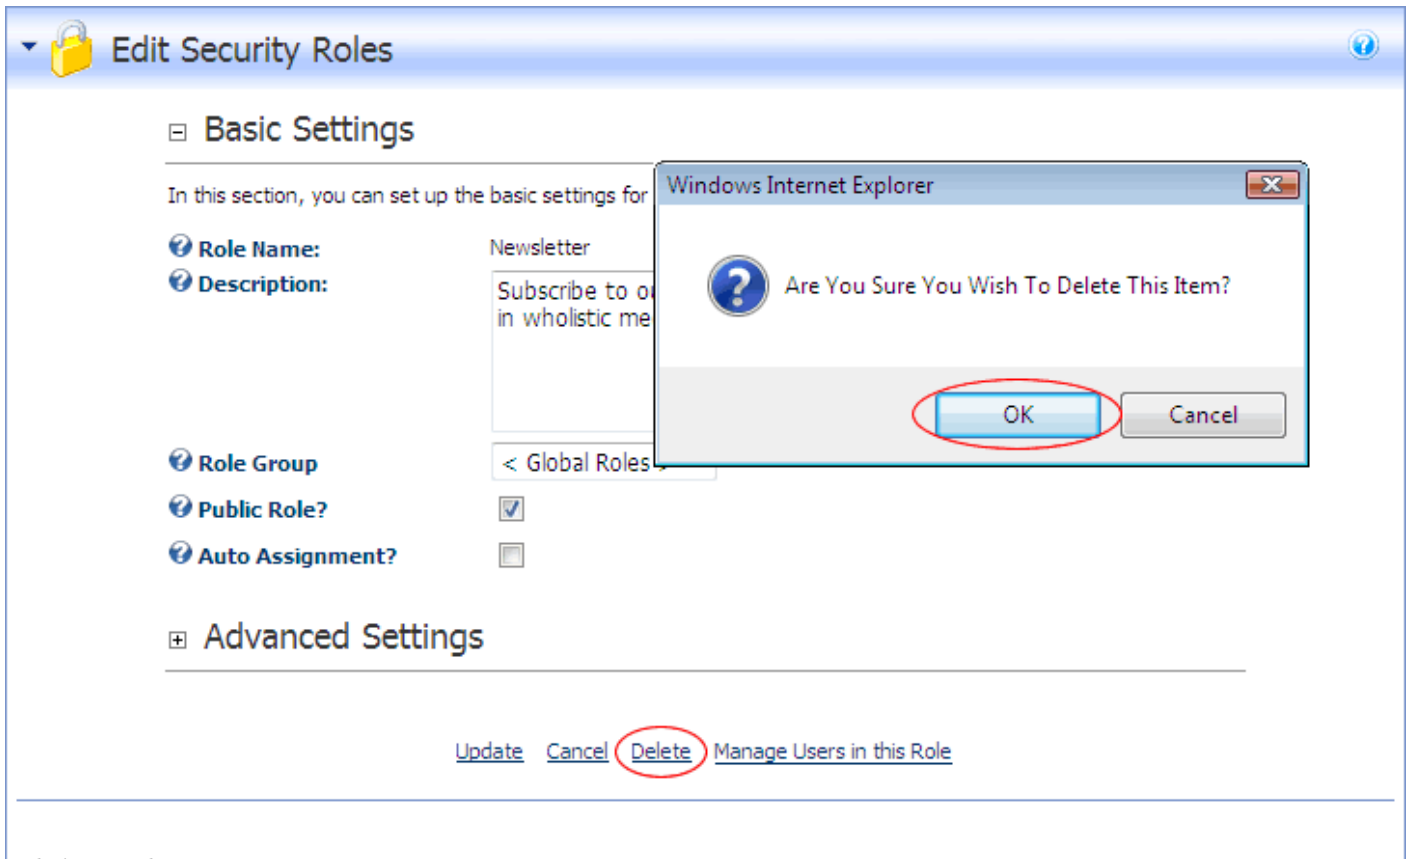 Edit Security Roles
Basic Settings
In this section, you can set up the basic settings for
Windows Internet Explorer
Are You Sure You Wish To Delete This Item?
OK Cancel
Role Name: Newsletter
Description: Subscribe to
in wholistic
Role Group < Global Roles
Public Role?
Auto Assignment?
Advanced Settings
Update Cancel Delete Manage Users in this Role